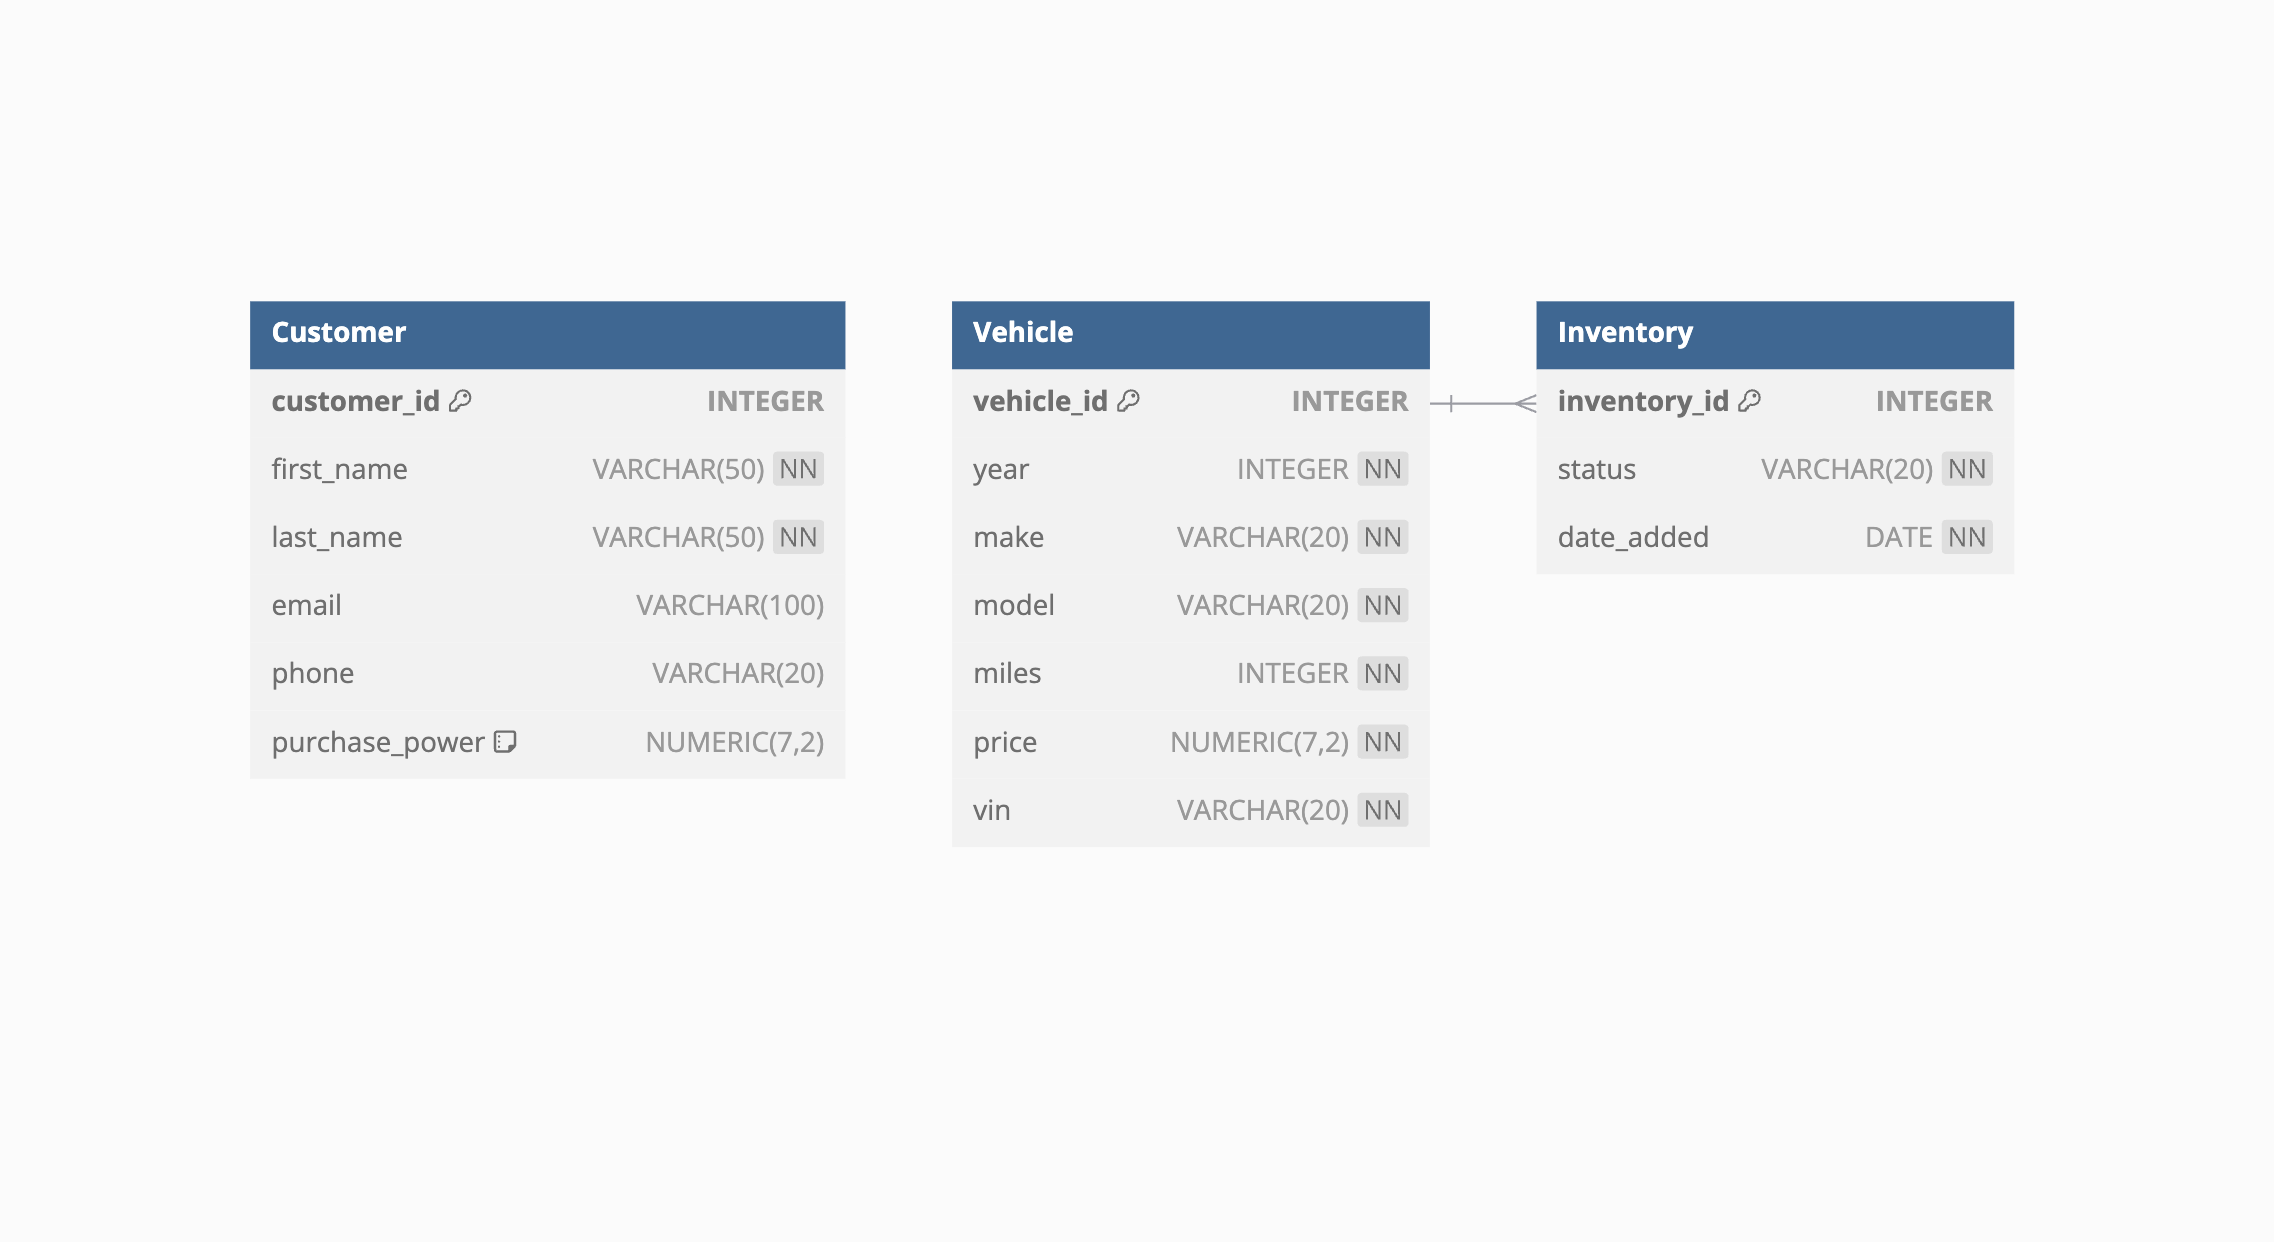 Customer
customer_id INTEGER
first_name VARCHAR(50) NN
last_name VARCHAR(50) NN
email VARCHAR(100)
phone VARCHAR(20)
purchase_power NUMERIC(7,2)
Vehicle
vehicle_id INTEGER
year INTEGER NN
make VARCHAR(20) NN
model VARCHAR(20) NN
miles INTEGER NN
price NUMERIC(7,2) NN
vin VARCHAR(20) NN
Inventory
inventory_id INTEGER
status VARCHAR(20) NN
date_added DATE NN